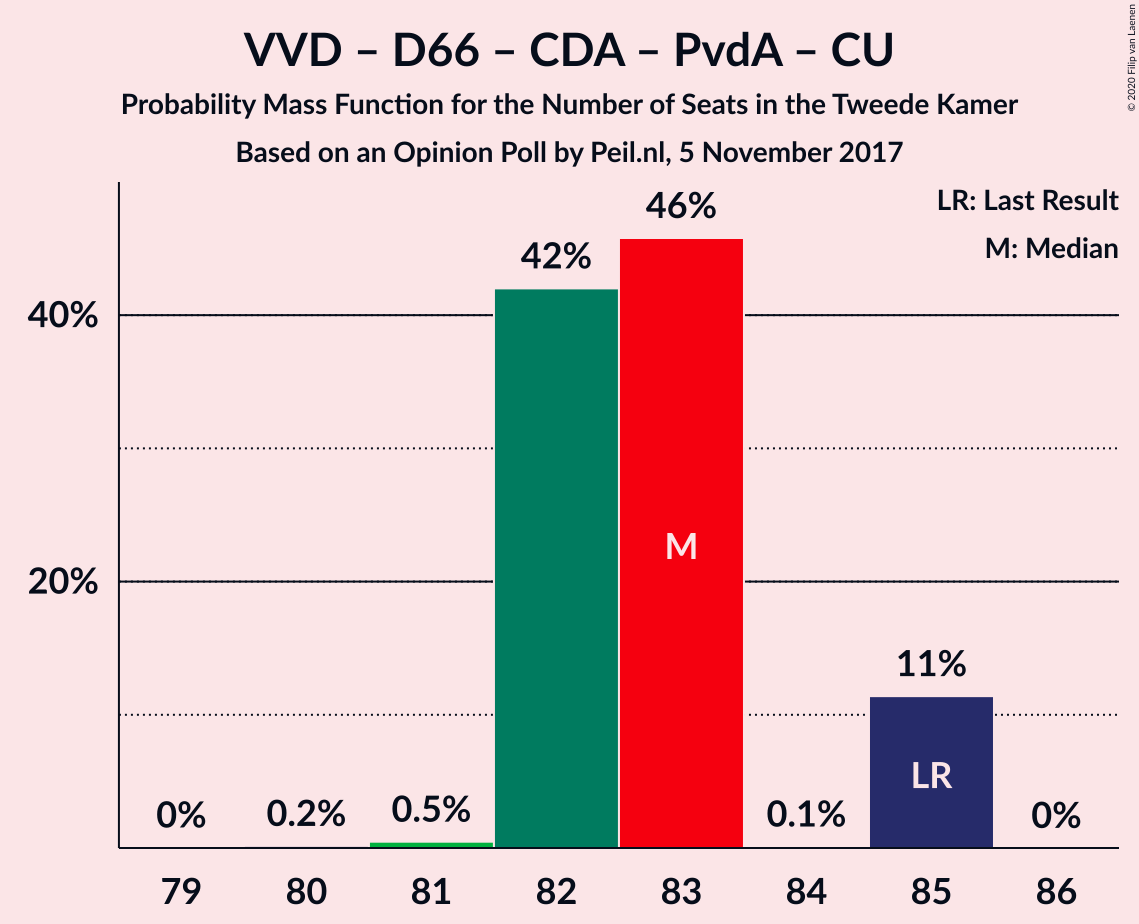 VVD – D66 – CDA – PvdA – CU
Probability Mass Function for the Number of Seats in the Tweede Kamer
Based on an Opinion Poll by Peil.nl, 5 November 2017
© 2020 Filip van Laenen
LR: Last Result
M: Median
40%
20%
0%
0.2%
0.5%
42%
46%
0.1%
11%
0%
M
LR
79 80 81 82 83 84 85 86